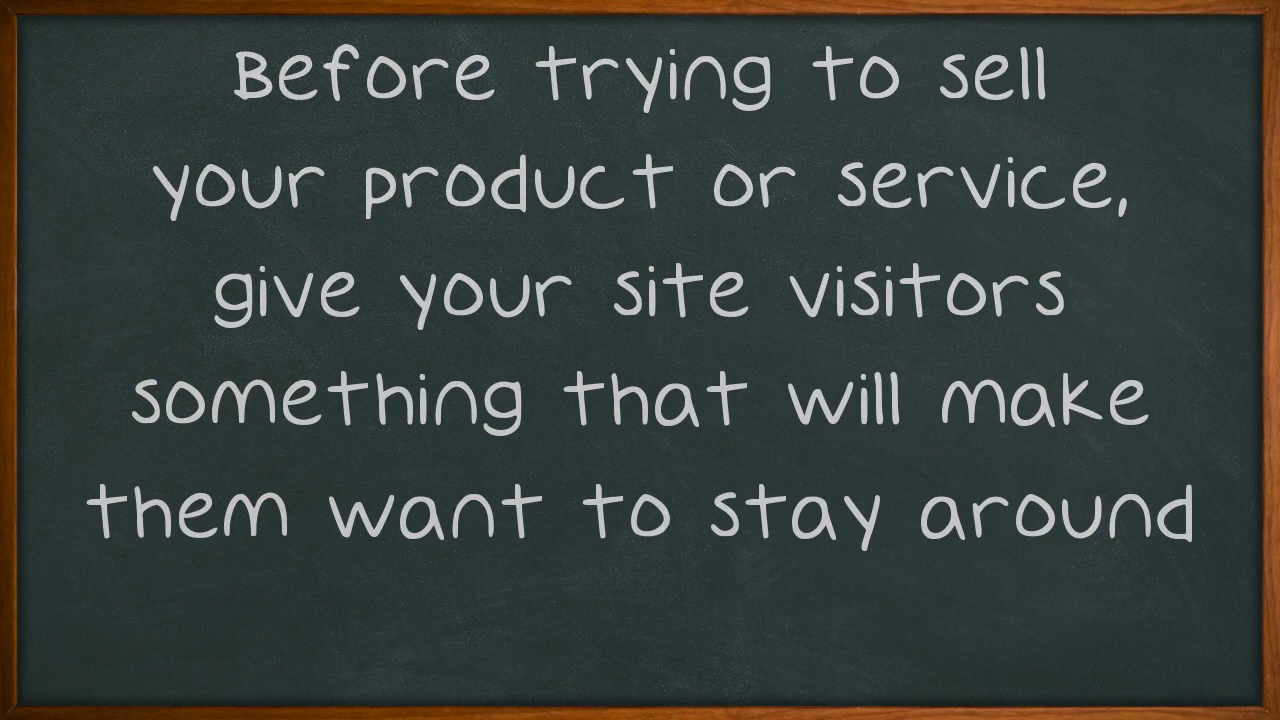 Before trying to sell
your product or service,
give your site visitors
something that will make
them want to stay around